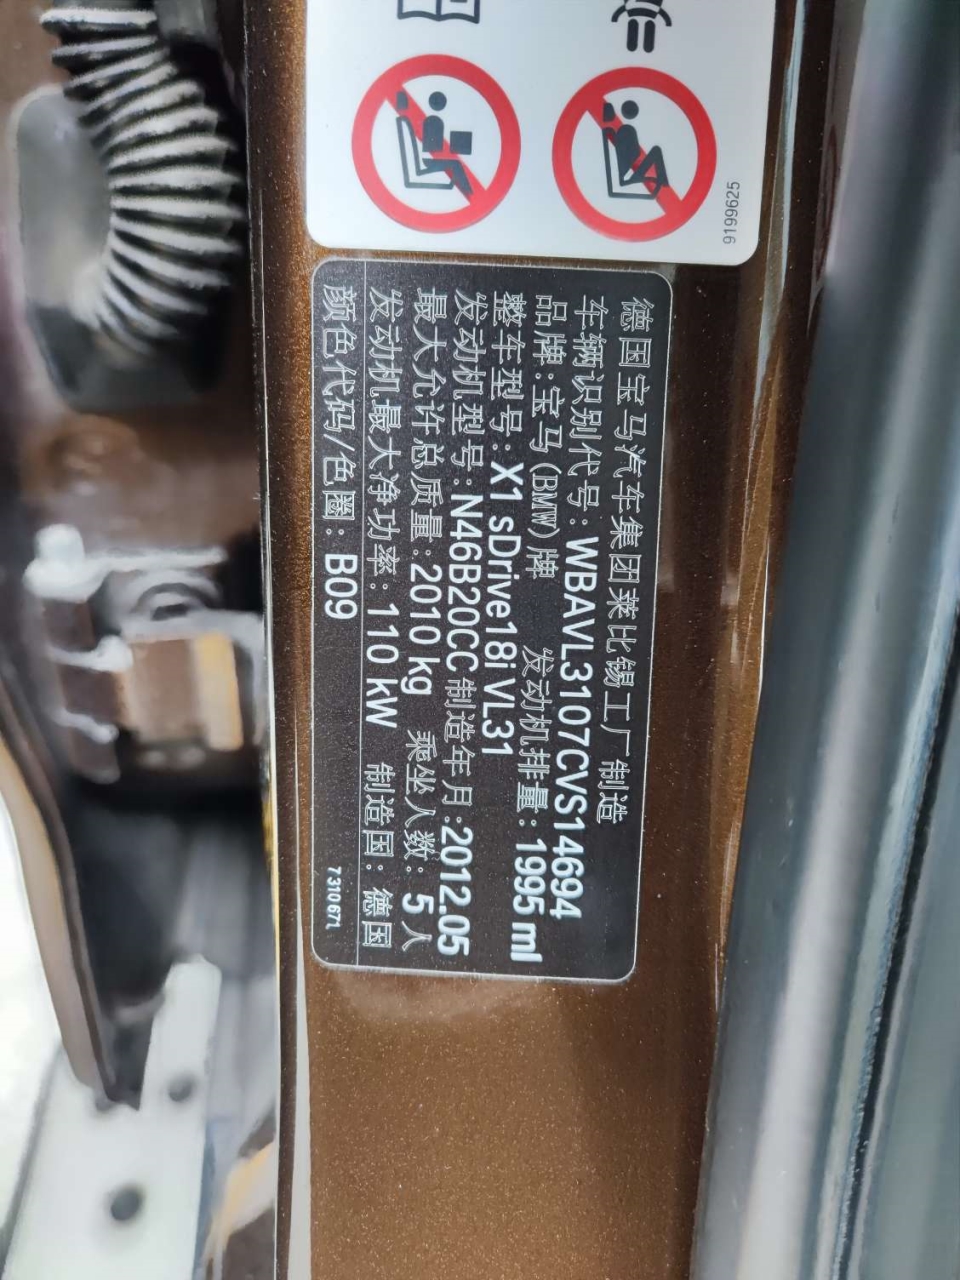 9199625
德国宝马汽车集团莱比锡工厂制造
车辆识别代号:WBAVL3107CVS14694
品牌:宝马(BMW)牌 发动机排量:1995 ml
整车型号:X1 sDrive18i VL31
发动机型号:N46B20CC 制造年月:2012.05
最大允许总质量:2010 kg 乘坐人数:5 人
发动机最大净功率:110 kW 制造国:德国
颜色代码/色圈:B09
7310671